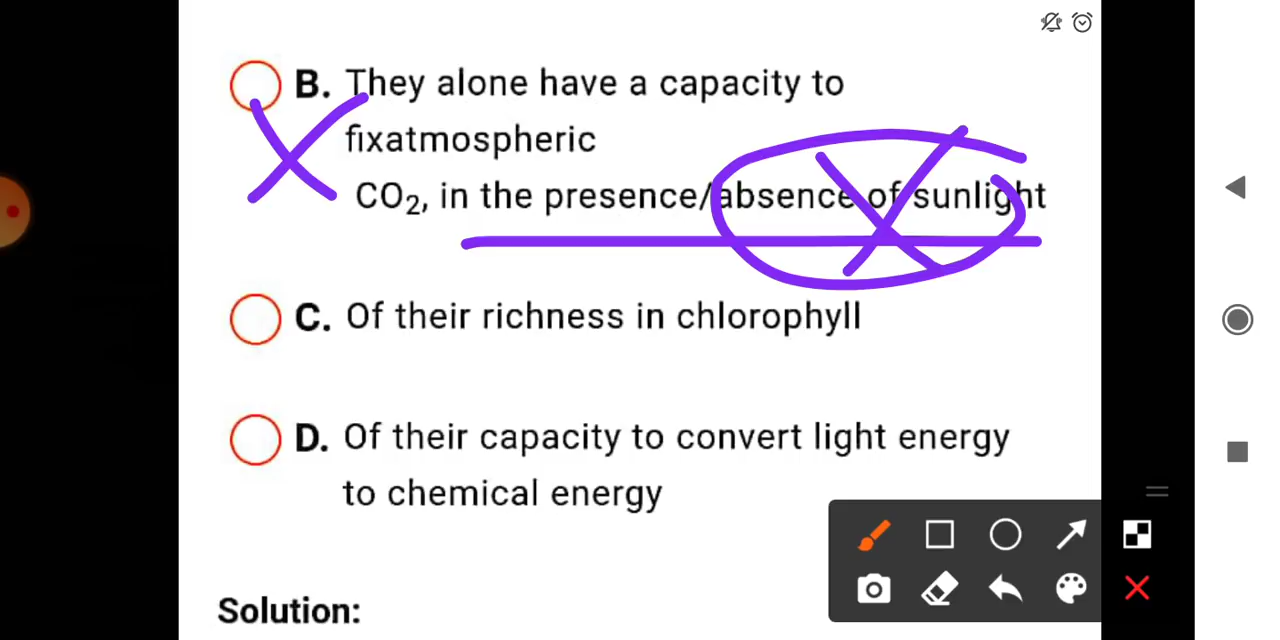 B. They alone have a capacity to
fixatmospheric
CO₂, in the presence/absence of sunlight
C. Of their richness in chlorophyll
D. Of their capacity to convert light energy
to chemical energy
Solution: